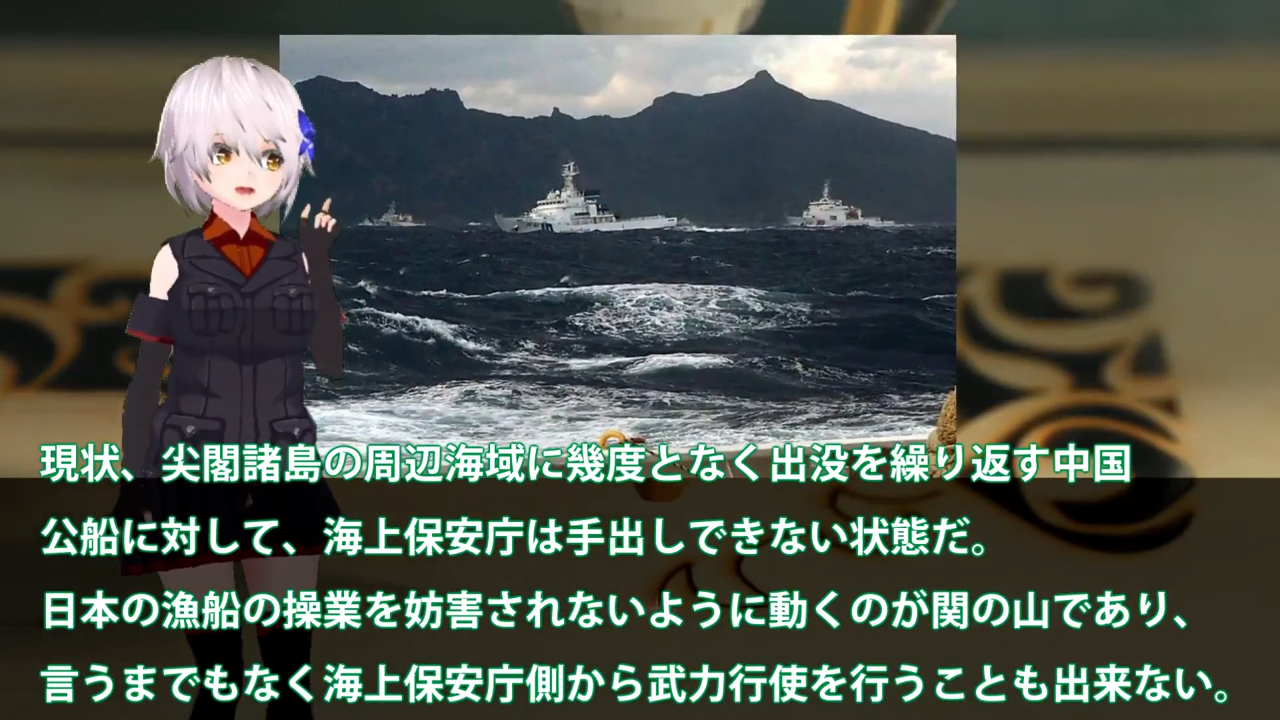 現状、尖閣諸島の周辺海域に幾度となく出没を繰り返す中国
公船に対して、海上保安庁は手出しできない状態だ。
日本の漁船の操業を妨害されないように動くのが関の山であり、
言うまでもなく海上保安庁側から武力行使を行うことも出来ない。